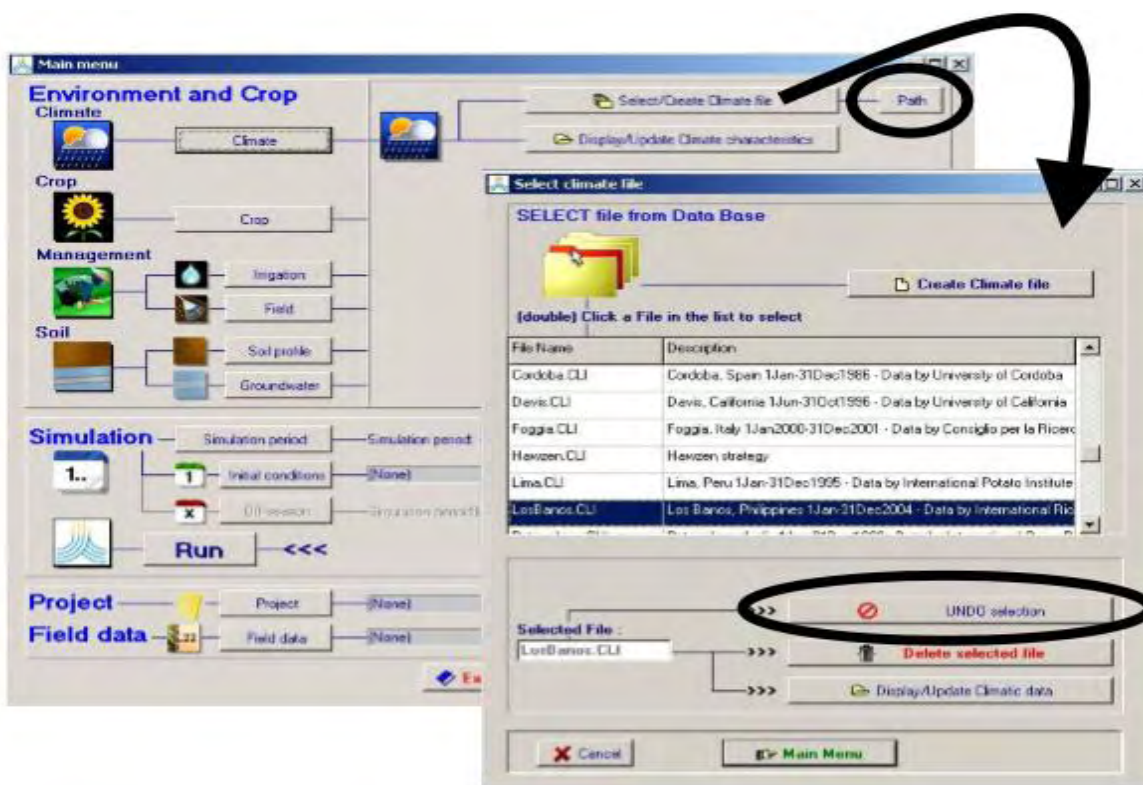 Main menu
Environment and Crop
Climate
Climate
Select/Create Climate file
Path
Display/Update Climate characteristics
Crop
Crop
Management
Irrigation
Field
Soil
Soil profile
Groundwater
Simulation
Simulation period
Simulation period
1..
1
Initial conditions
(None)
Off-season
Simulation period
Run
<<<
Project
Project
(None)
Field data
Field data
(None)
Select climate file
SELECT file from Data Base
Create Climate file
(double) Click a File in the list to select
File Name Description
Cordoba.CLI Cordoba, Spain 1Jan-31Dec1986 - Data by University of Cordoba
Davis.CLI Davis, California 1Jun-31Oct1996 - Data by University of California
Foggia.CLI Foggia, Italy 1Jan2000-31Dec2001 - Data by Consiglio per la Ricerc
Hawzen.CLI Hawzen strategy
Lima.CLI Lima, Peru 1Jan-31Dec1995 - Data by International Potato Institute
LosBanos.CLI Los Banos, Philippines 1Jan-31Dec2004 - Data by International Ric
>>>
UNDO selection
Selected File :
LosBanos.CLI
>>>
Delete selected file
>>>
Display/Update Climatic data
Cancel
Main Menu